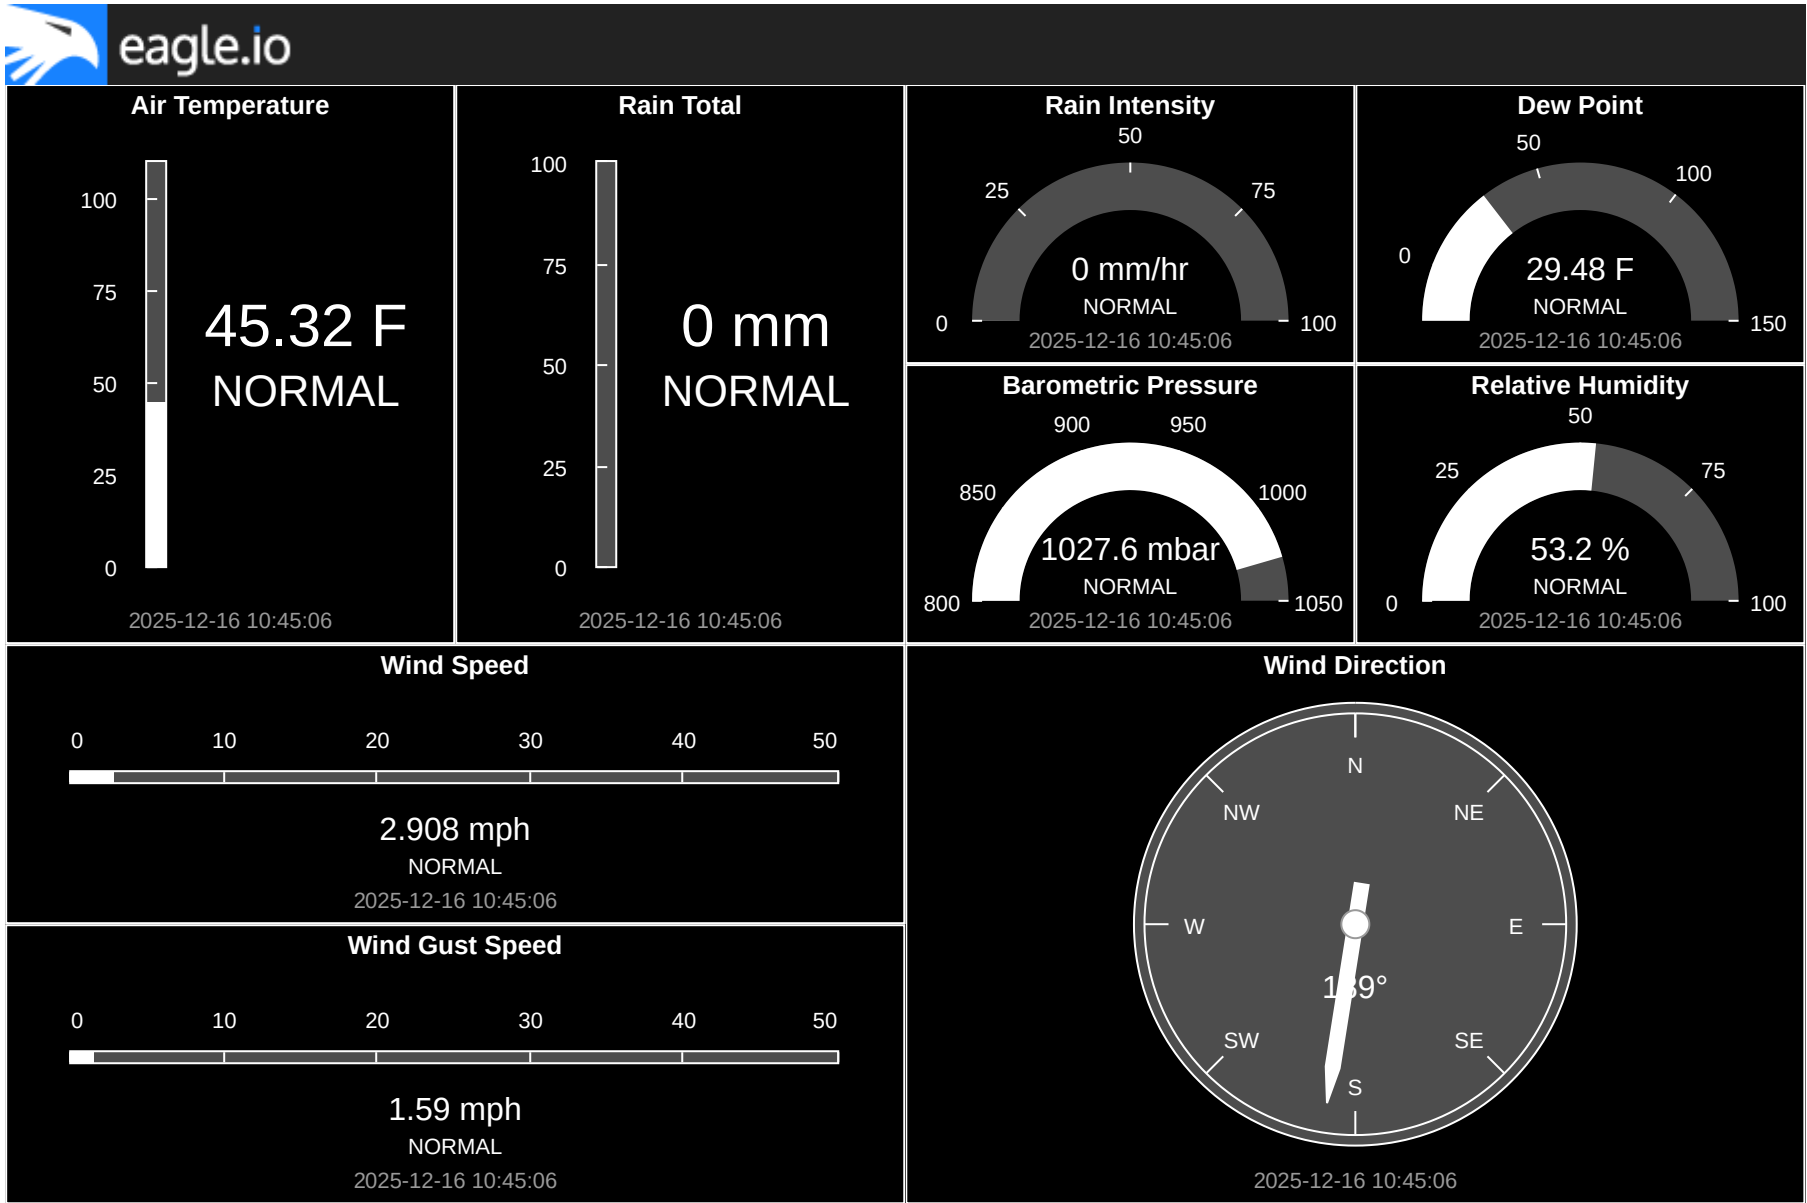 eagle.io
Air Temperature
100
75
50
25
0
45.32 F
NORMAL
2025-12-16 10:45:06
Rain Total
100
75
50
25
0
0 mm
NORMAL
2025-12-16 10:45:06
Rain Intensity
0
25
50
75
100
0 mm/hr
NORMAL
2025-12-16 10:45:06
Dew Point
0
50
100
150
29.48 F
NORMAL
2025-12-16 10:45:06
Barometric Pressure
800
850
900
950
1000
1050
1027.6 mbar
NORMAL
2025-12-16 10:45:06
Relative Humidity
0
25
50
75
100
53.2 %
NORMAL
2025-12-16 10:45:06
Wind Speed
0 10 20 30 40 50
2.908 mph
NORMAL
2025-12-16 10:45:06
Wind Gust Speed
0 10 20 30 40 50
1.59 mph
NORMAL
2025-12-16 10:45:06
Wind Direction
N
NW NE
W E
189°
SW SE
S
2025-12-16 10:45:06